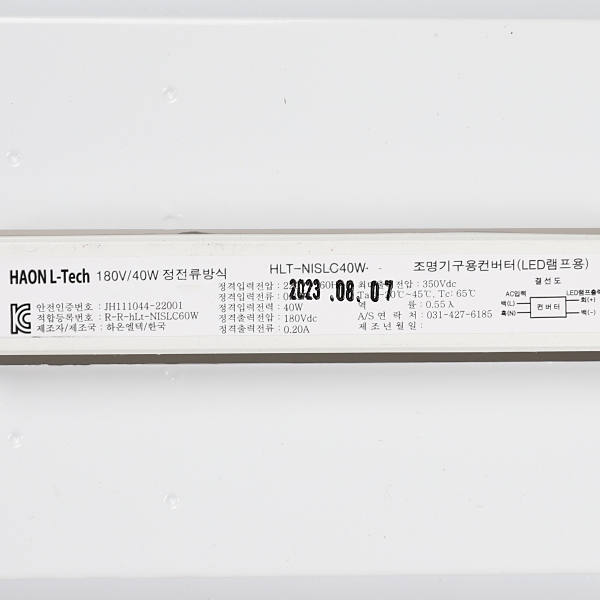 HAON L-Tech 180V/40W 정전류방식 HLT-NISLC40W- 조명기구용컨버터(LED램프용)
안전인증번호 : JH111044-22001
적합등록번호 : R-R-hLt-NISLC60W
제조자/제조국 : 하온엘텍/한국
정격입력전압 :
정격입력전류 :
정격입력전력 : 40W
정격출력전압 : 180Vdc
정격출력전류 : 0.20A
2023 .08.07
전압 : 350Vdc
45℃, Tc: 65℃
역 률 : 0.55A
A/S 연 락 처 : 031-427-6185
제 조 년 월 일 :
결 선 도
AC입력 LED램프출력
백(L) 컨 버 터 회(+)
흑(N) 백(-)